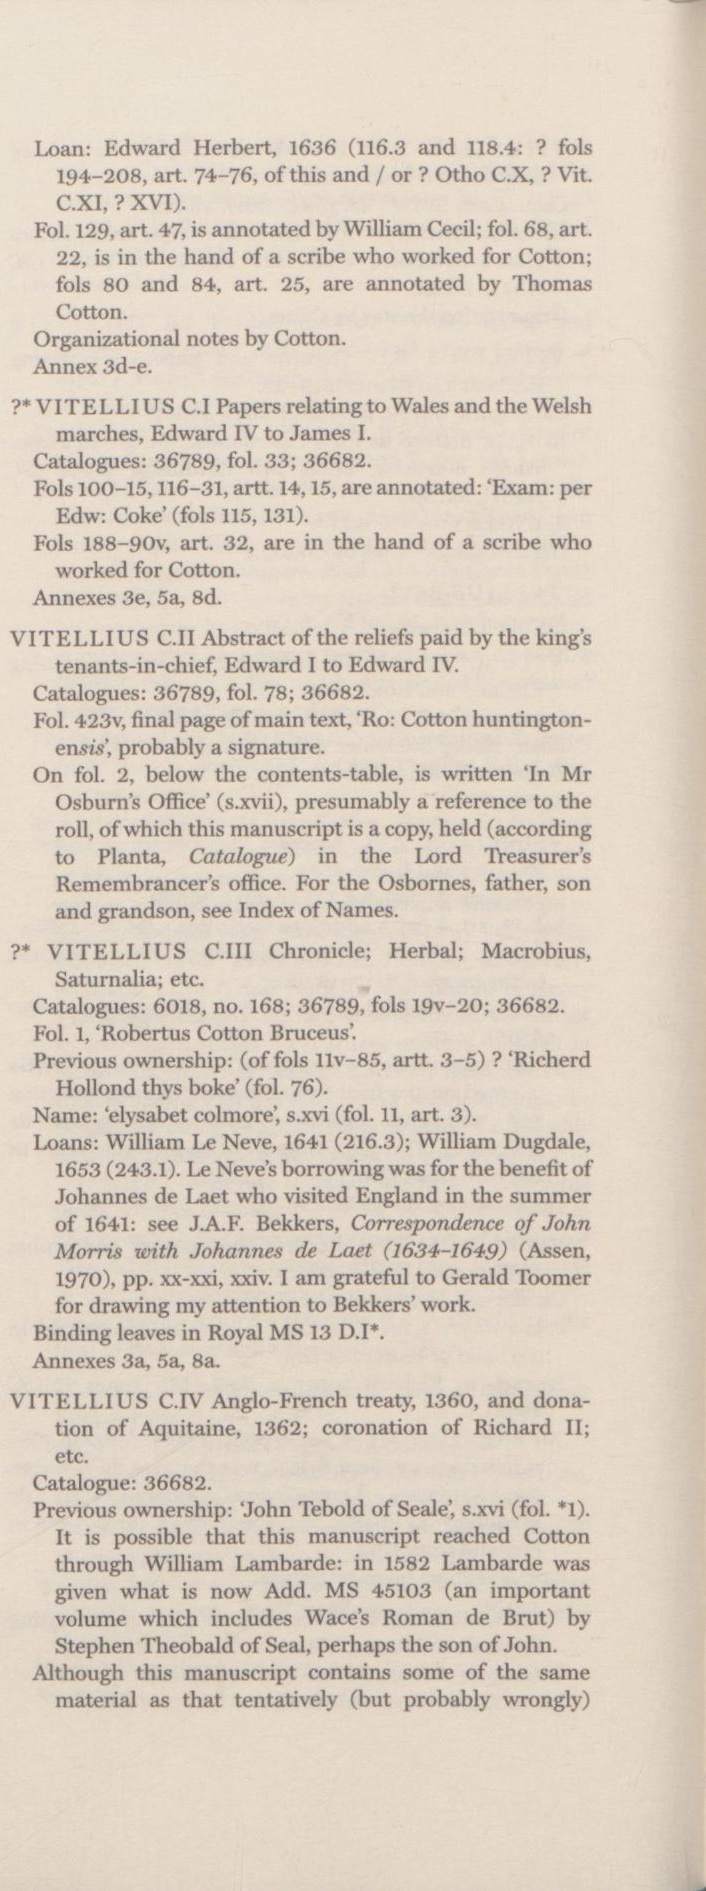 Loan: Edward Herbert, 1636 (116.3 and 118.4: ? fols
194–208, art. 74–76, of this and / or ? Otho C.X, ? Vit.
C.XI, ? XVI).
Fol. 129, art. 47, is annotated by William Cecil; fol. 68, art.
22, is in the hand of a scribe who worked for Cotton;
fols 80 and 84, art. 25, are annotated by Thomas
Cotton.
Organizational notes by Cotton.
Annex 3d-e.
?* VITELLIUS C.I Papers relating to Wales and the Welsh
marches, Edward IV to James I.
Catalogues: 36789, fol. 33; 36682.
Fols 100–15, 116–31, artt. 14, 15, are annotated: ‘Exam: per
Edw: Coke’ (fols 115, 131).
Fols 188–90v, art. 32, are in the hand of a scribe who
worked for Cotton.
Annexes 3e, 5a, 8d.
VITELLIUS C.II Abstract of the reliefs paid by the king’s
tenants-in-chief, Edward I to Edward IV.
Catalogues: 36789, fol. 78; 36682.
Fol. 423v, final page of main text, ‘Ro: Cotton huntington-
ensis’, probably a signature.
On fol. 2, below the contents-table, is written ‘In Mr
Osburn’s Office’ (s.xvii), presumably a reference to the
roll, of which this manuscript is a copy, held (according
to Planta, Catalogue) in the Lord Treasurer’s
Remembrancer’s office. For the Osbornes, father, son
and grandson, see Index of Names.
?* VITELLIUS C.III Chronicle; Herbal; Macrobius,
Saturnalia; etc.
Catalogues: 6018, no. 168; 36789, fols 19v–20; 36682.
Fol. 1, ‘Robertus Cotton Bruceus’.
Previous ownership: (of fols 11v–85, artt. 3–5) ? ‘Richerd
Hollond thys boke’ (fol. 76).
Name: ‘elysabet colmore’, s.xvi (fol. 11, art. 3).
Loans: William Le Neve, 1641 (216.3); William Dugdale,
1653 (243.1). Le Neve’s borrowing was for the benefit of
Johannes de Laet who visited England in the summer
of 1641: see J.A.F. Bekkers, Correspondence of John
Morris with Johannes de Laet (1634–1649) (Assen,
1970), pp. xx-xxi, xxiv. I am grateful to Gerald Toomer
for drawing my attention to Bekkers’ work.
Binding leaves in Royal MS 13 D.I*.
Annexes 3a, 5a, 8a.
VITELLIUS C.IV Anglo-French treaty, 1360, and dona-
tion of Aquitaine, 1362; coronation of Richard II;
etc.
Catalogue: 36682.
Previous ownership: ‘John Tebold of Seale’, s.xvi (fol. *1).
It is possible that this manuscript reached Cotton
through William Lambarde: in 1582 Lambarde was
given what is now Add. MS 45103 (an important
volume which includes Wace’s Roman de Brut) by
Stephen Theobald of Seal, perhaps the son of John.
Although this manuscript contains some of the same
material as that tentatively (but probably wrongly)